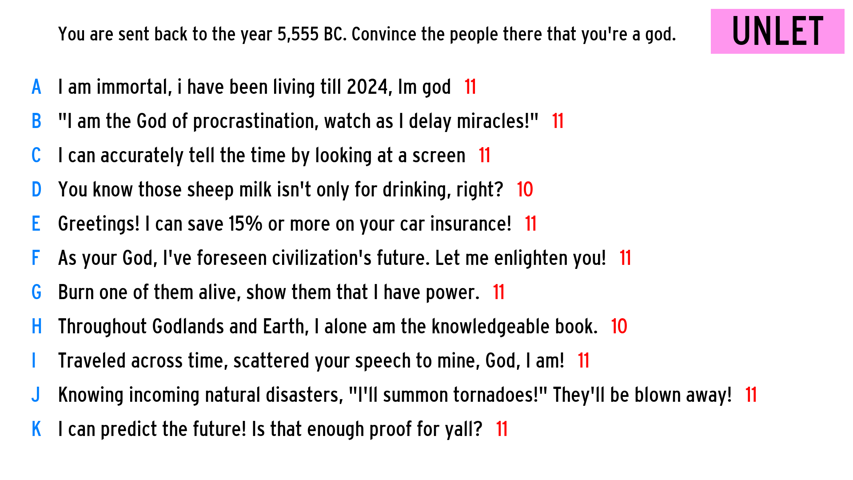 You are sent back to the year 5,555 BC. Convince the people there that you're a god.
UNLET
A I am immortal, i have been living till 2024, Im god 11
B "I am the God of procrastination, watch as I delay miracles!" 11
C I can accurately tell the time by looking at a screen 11
D You know those sheep milk isn't only for drinking, right? 10
E Greetings! I can save 15% or more on your car insurance! 11
F As your God, I've foreseen civilization's future. Let me enlighten you! 11
G Burn one of them alive, show them that I have power. 11
H Throughout Godlands and Earth, I alone am the knowledgeable book. 10
I Traveled across time, scattered your speech to mine, God, I am! 11
J Knowing incoming natural disasters, "I'll summon tornadoes!" They'll be blown away! 11
K I can predict the future! Is that enough proof for yall? 11